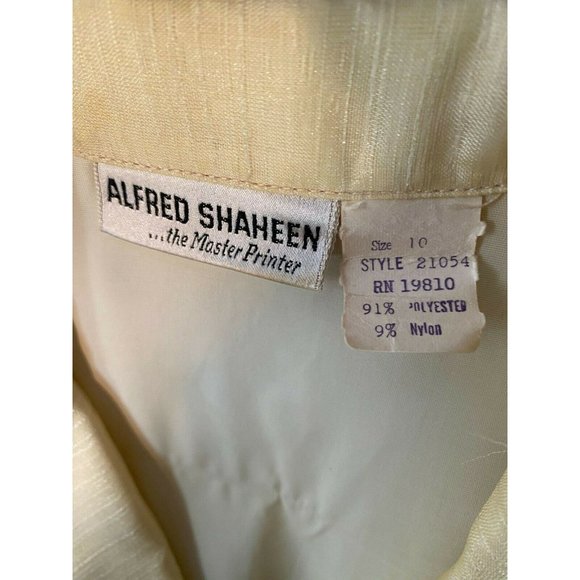 ALFRED SHAHEEN
...the Master Printer
Size 10
STYLE 21054
RN 19810
91% POLYESTER
9% Nylon